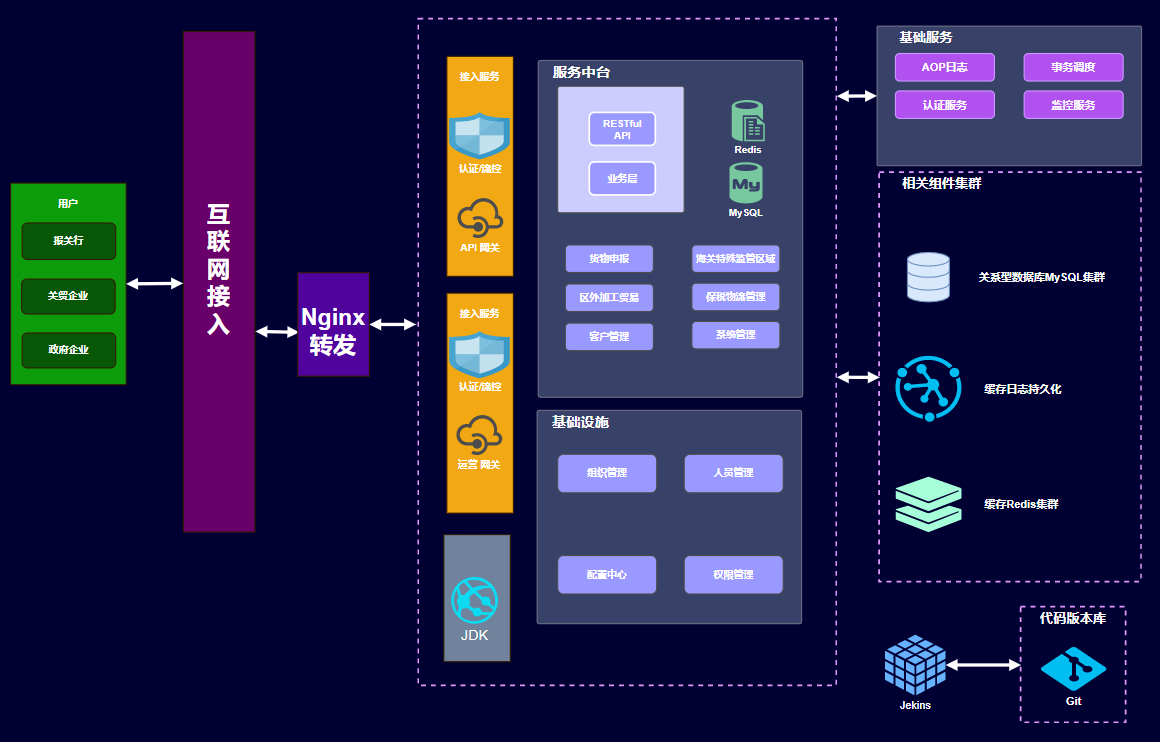 用户
报关行
关贸企业
政府企业
互
联
网
接
入
Nginx
转发
接入服务
认证/流控
API 网关
接入服务
认证/流控
运营 网关
JDK
服务中台
RESTful
API
业务层
Redis
MySQL
货物申报
海关特殊监管区域
区外加工贸易
保税物流管理
客户管理
系统管理
基础设施
组织管理
人员管理
配置中心
权限管理
基础服务
AOP日志
事务调度
认证服务
监控服务
相关组件集群
关系型数据库MySQL集群
缓存日志持久化
缓存Redis集群
Jekins
代码版本库
Git